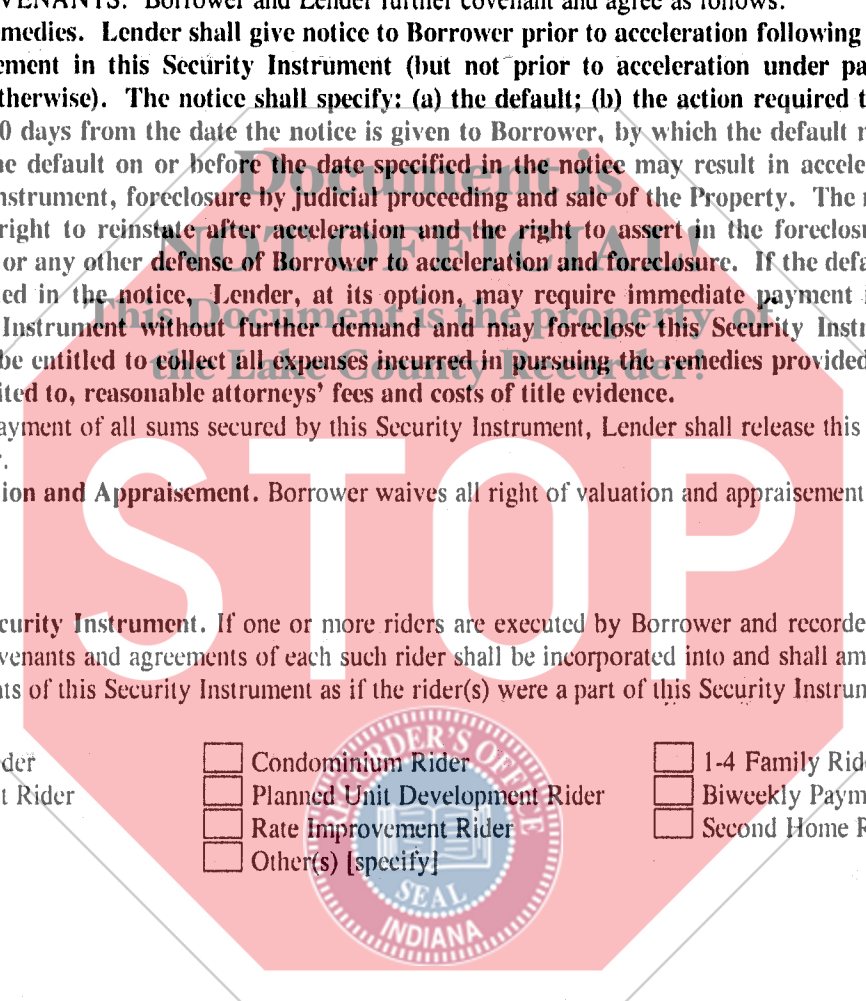 VENANTS. Borrower and Lender further covenant and agree as follows:
medies. Lender shall give notice to Borrower prior to acceleration following
ement in this Security Instrument (but not prior to acceleration under pa
therwise). The notice shall specify: (a) the default; (b) the action required t
0 days from the date the notice is given to Borrower, by which the default
he default on or before the date specified in the notice may result in accele
nstrument, foreclosure by judicial proceeding and sale of the Property. The
right to reinstate after acceleration and the right to assert in the foreclosu
or any other defense of Borrower to acceleration and foreclosure. If the defa
ed in the notice, Lender, at its option, may require immediate payment
Instrument without further demand and may foreclose this Security Instr
be entitled to collect all expenses incurred in pursuing the remedies provided
ited to, reasonable attorneys' fees and costs of title evidence.
ayment of all sums secured by this Security Instrument, Lender shall release this
r.
ion and Appraisement. Borrower waives all right of valuation and appraisement
curity Instrument. If one or more riders are executed by Borrower and recorde
venants and agreements of each such rider shall be incorporated into and shall am
ts of this Security Instrument as if the rider(s) were a part of this Security Instrum
der
t Rider
Condominium Rider
Planned Unit Development Rider
Rate Improvement Rider
Other(s) [specify]
1-4 Family Rid
Biweekly Paym
Second Home R
Document is
NOT OFFICIAL!
This Document is the property of
the Lake County Recorder!
STOP
RECORDER'S OFFICE
SEAL
INDIANA